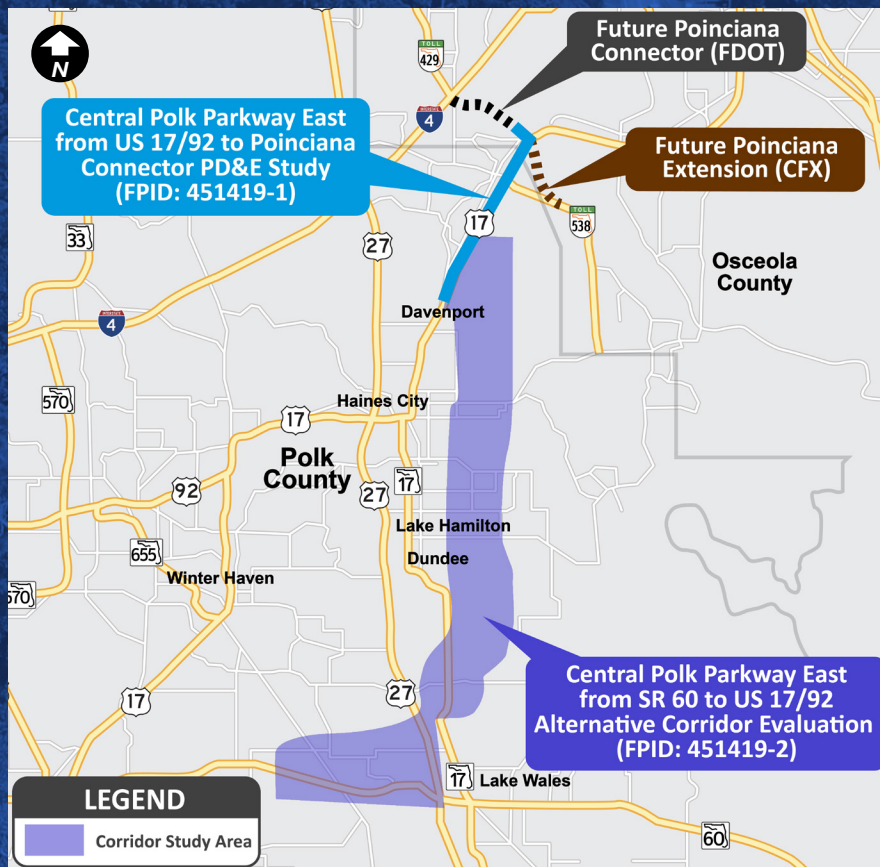 N
Future Poinciana
Connector (FDOT)
TOLL
429
4
Central Polk Parkway East
from US 17/92 to Poinciana
Connector PD&E Study
(FPID: 451419-1)
Future Poinciana
Extension (CFX)
TOLL
538
33
27
17
Osceola
County
4
Davenport
570
Haines City
17
Polk
County
92
27
17
Lake Hamilton
Dundee
655
Winter Haven
570
17
27
Central Polk Parkway East
from SR 60 to US 17/92
Alternative Corridor Evaluation
(FPID: 451419-2)
17
Lake Wales
60
LEGEND
Corridor Study Area